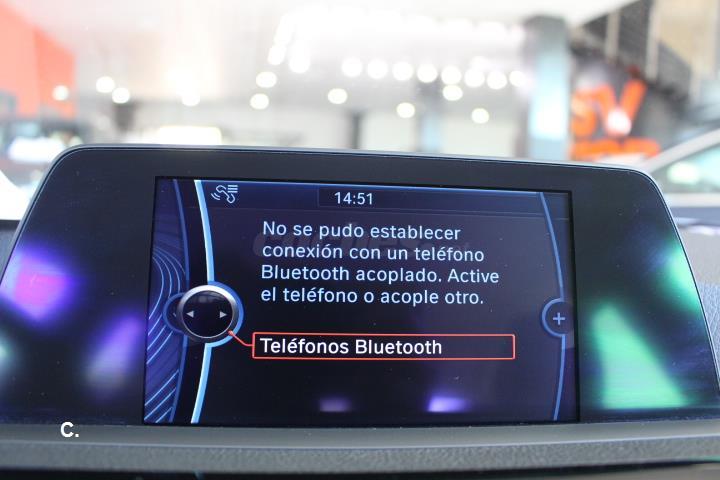 14:51
No se pudo establecer
conexión con un teléfono
Bluetooth acoplado. Active
el teléfono o acople otro.
Teléfonos Bluetooth
C.